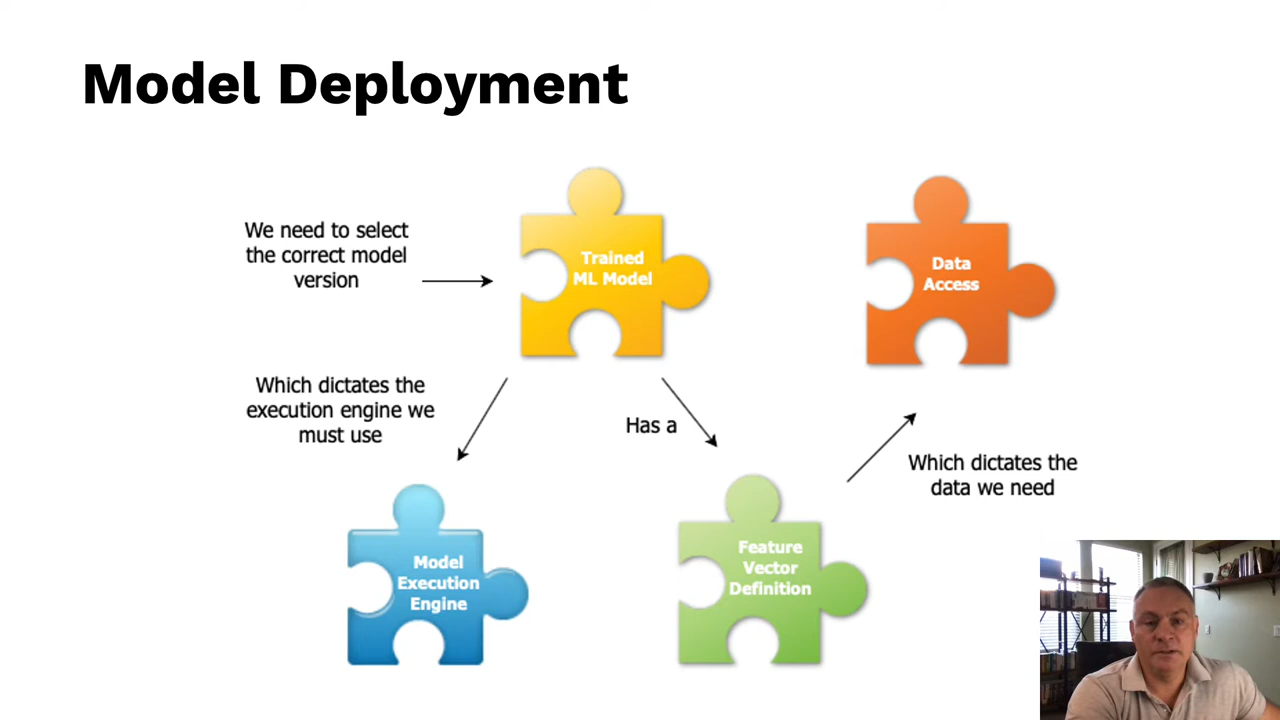 Model Deployment
We need to select
the correct model
version
Trained
ML Model
Data
Access
Which dictates the
execution engine we
must use
Has a
Which dictates the
data we need
Model
Execution
Engine
Feature
Vector
Definition